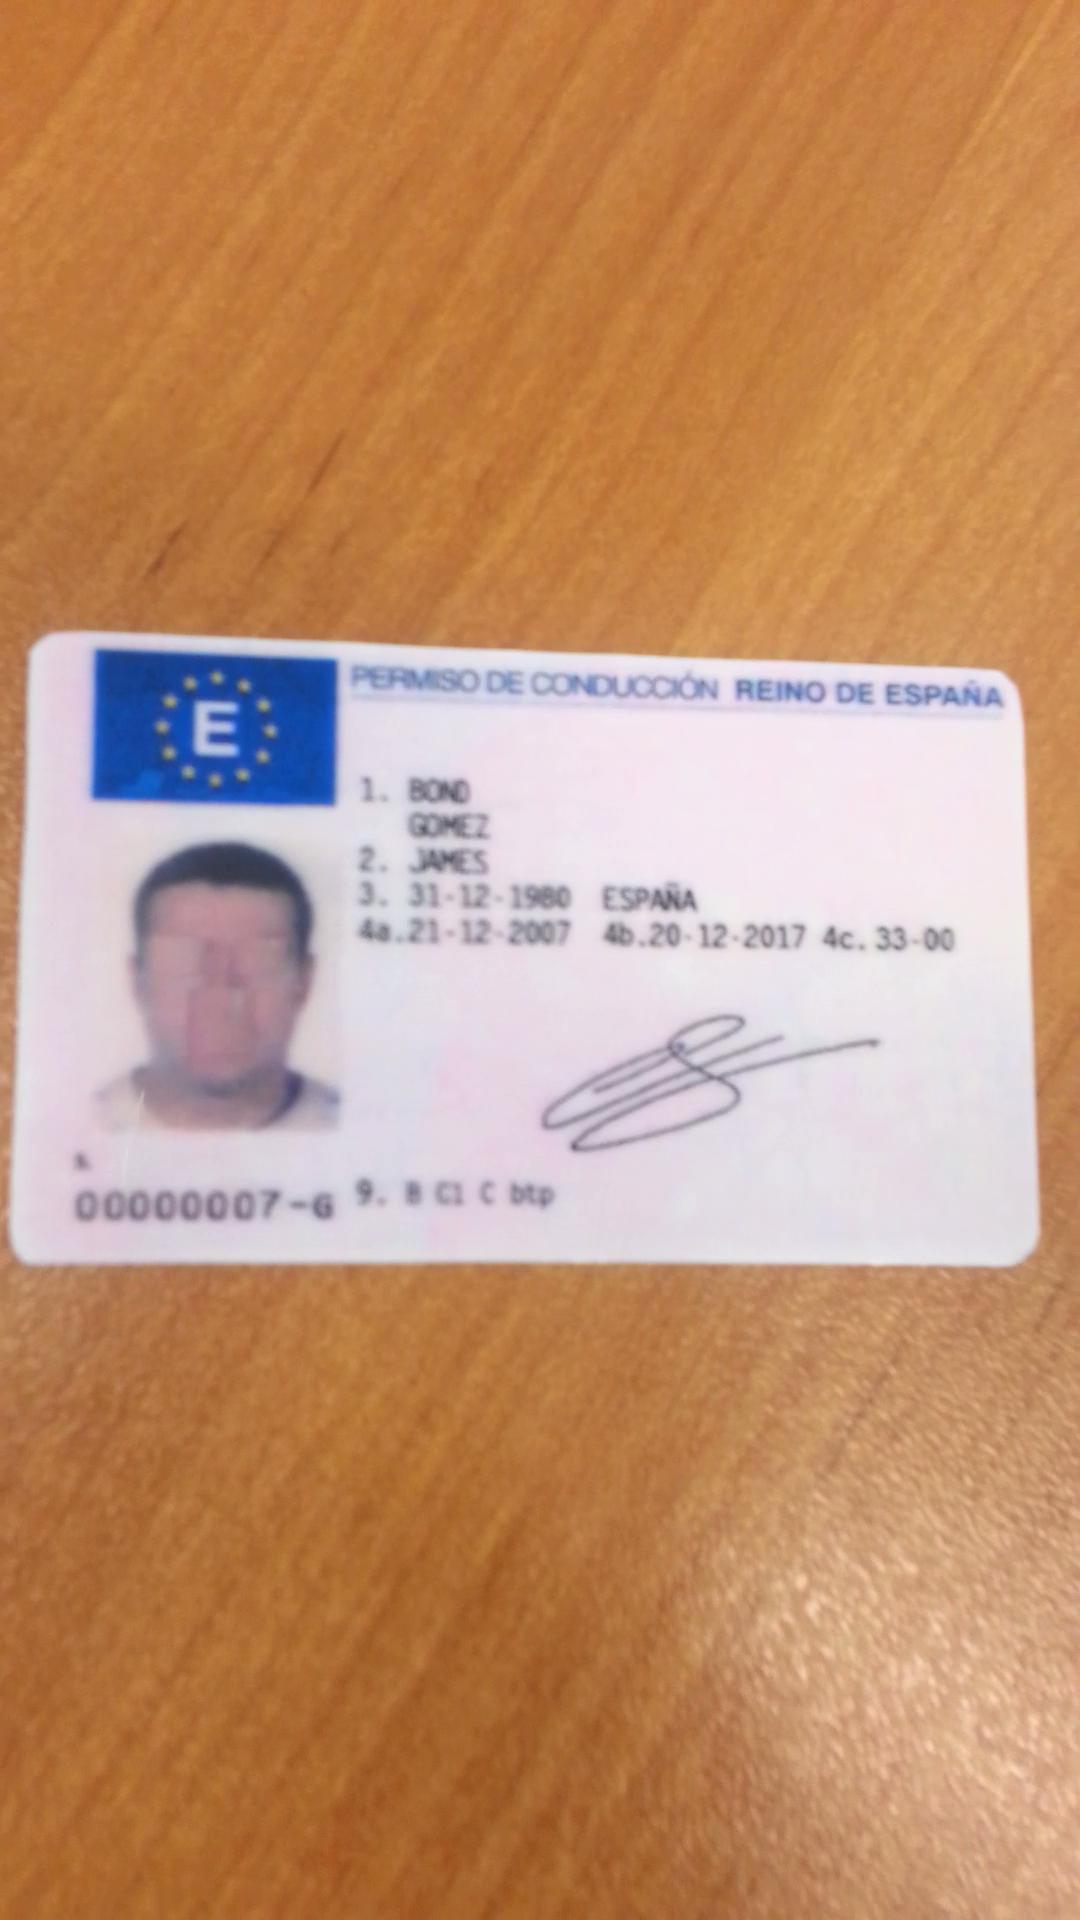 E
PERMISO DE CONDUCCIÓN REINO DE ESPAÑA
1. BOND
GOMEZ
2. JAMES
3. 31-12-1980 ESPAÑA
4a.21-12-2007 4b.20-12-2017 4c. 33-00
5.
00000007-G
9. B C1 C btp